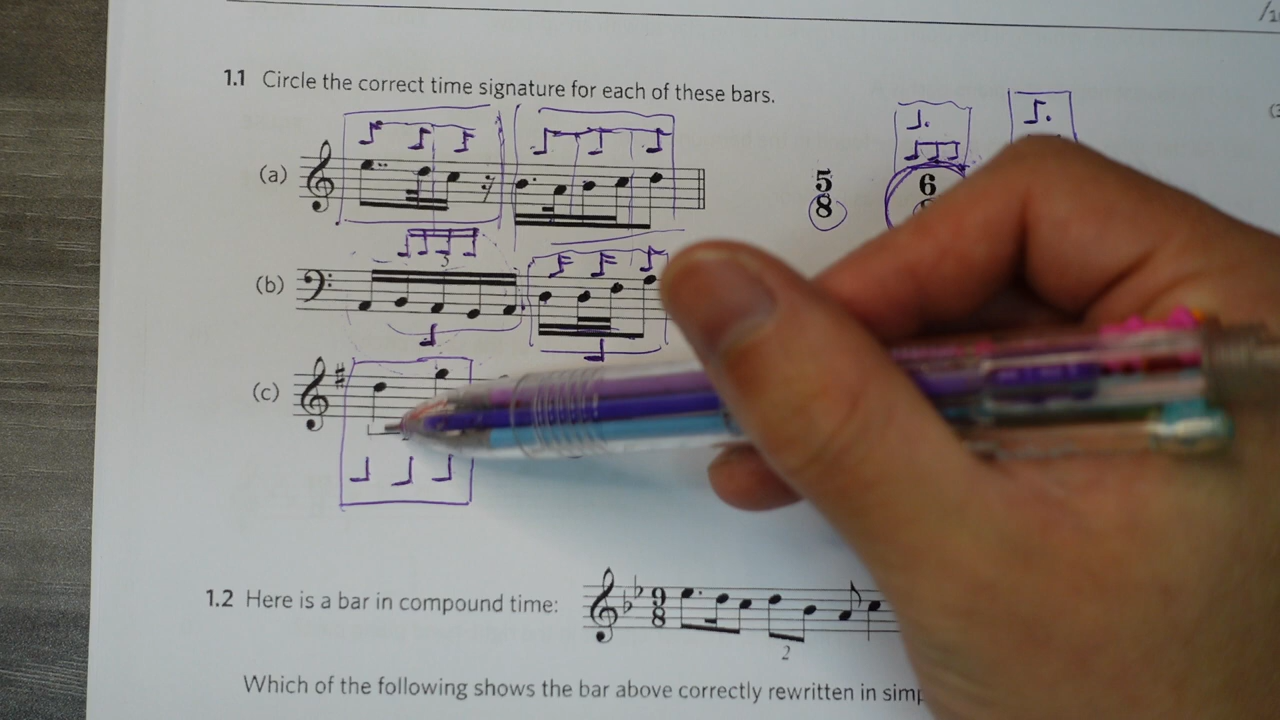 1.1 Circle the correct time signature for each of these bars.
(a) 5 6
8
(b) 5
(c)
1.2 Here is a bar in compound time: 9
8
2
Which of the following shows the bar above correctly rewritten in